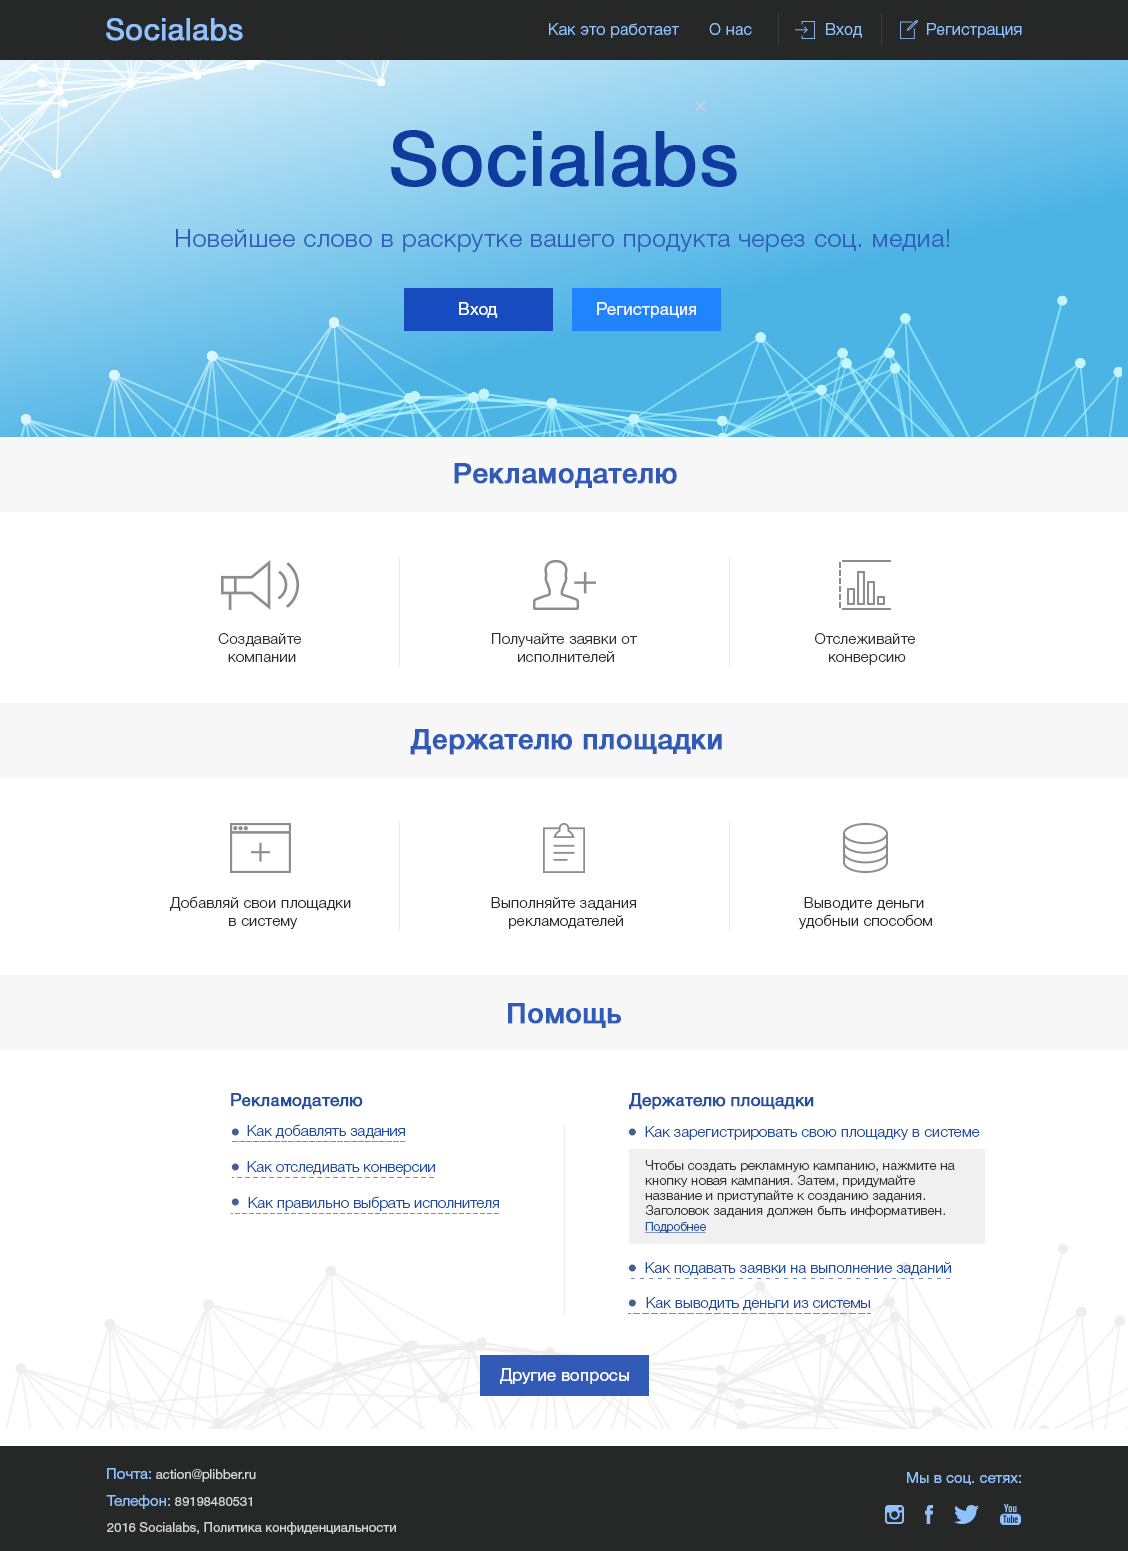 Socialabs
Как это работает
О нас
Вход
Регистрация
Socialabs
Новейшее слово в раскрутке вашего продукта через соц. медиа!
Вход
Регистрация
Рекламодателю
Создавайте
компании
Получайте заявки от
исполнителей
Отслеживайте
конверсию
Держателю площадки
Добавляй свои площадки
в систему
Выполняйте задания
рекламодателей
Выводите деньги
удобныи способом
Помощь
Рекламодателю
Как добавлять задания
Как отследивать конверсии
Как правильно выбрать исполнителя
Держателю площадки
Как зарегистрировать свою площадку в системе
Чтобы создать рекламную кампанию, нажмите на
кнопку новая кампания. Затем, придумайте
название и приступайте к созданию задания.
Заголовок задания должен быть информативен.
Подробнее
Как подавать заявки на выполнение заданий
Как выводить деньги из системы
Другие вопросы
Почта: action@plibber.ru
Телефон: 89198480531
2016 Socialabs, Политика конфиденциальности
Мы в соц. сетях:
You
Tube